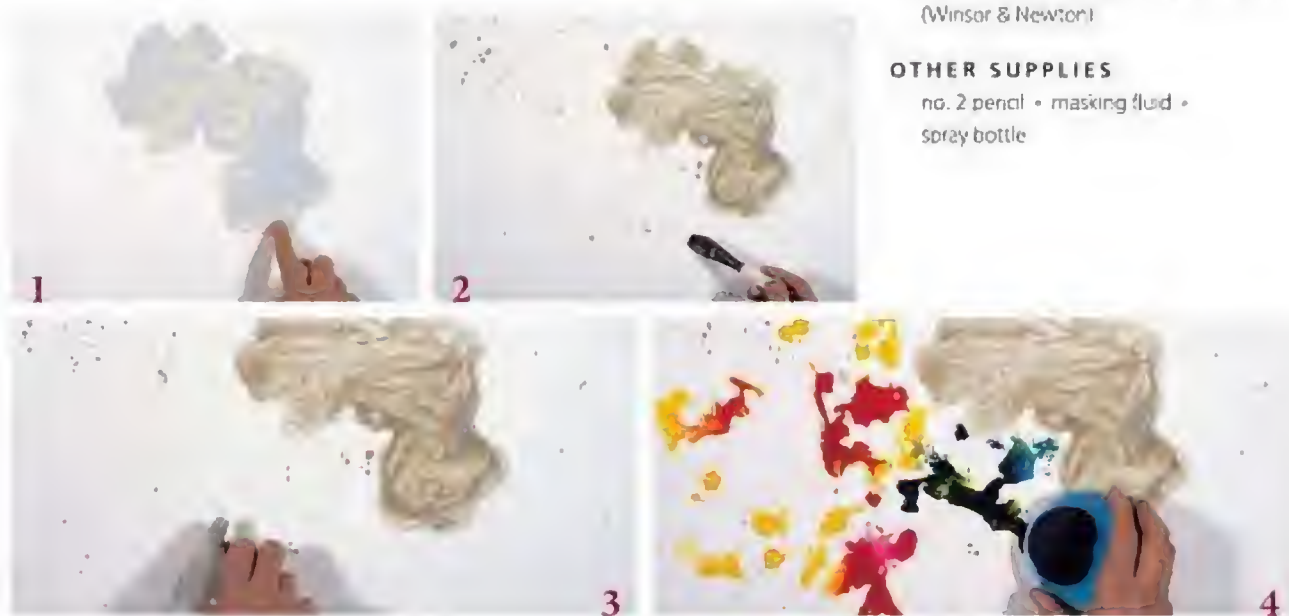 (Winsor & Newton)
OTHER SUPPLIES
no. 2 pencil • masking fluid •
spray bottle
1
2
3
4